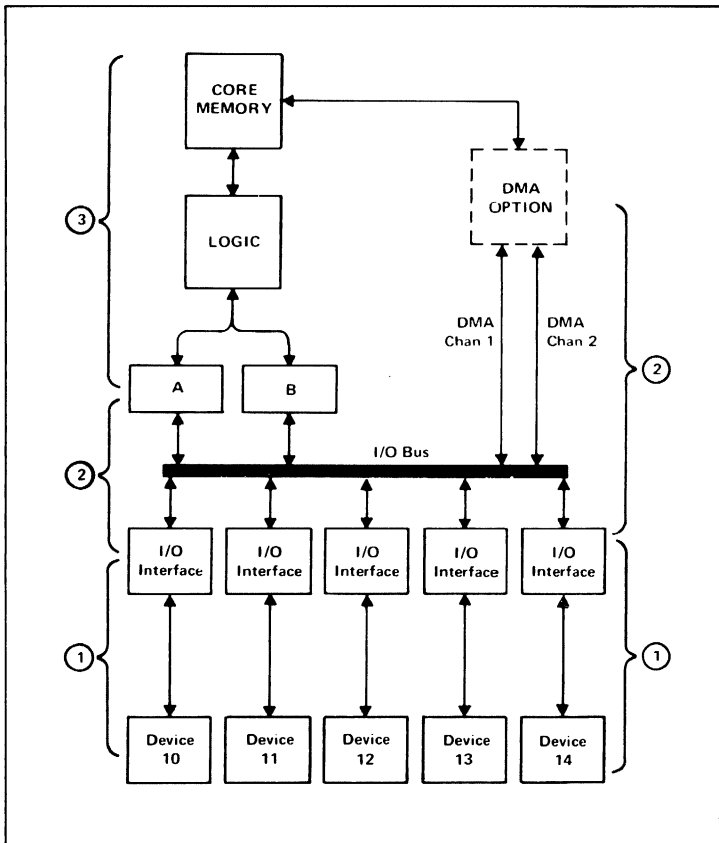 CORE
MEMORY
DMA
OPTION
3
LOGIC
DMA
Chan 1
DMA
Chan 2
2
A
B
I/O Bus
2
I/O
Interface
I/O
Interface
I/O
Interface
I/O
Interface
I/O
Interface
1
1
Device
10
Device
11
Device
12
Device
13
Device
14